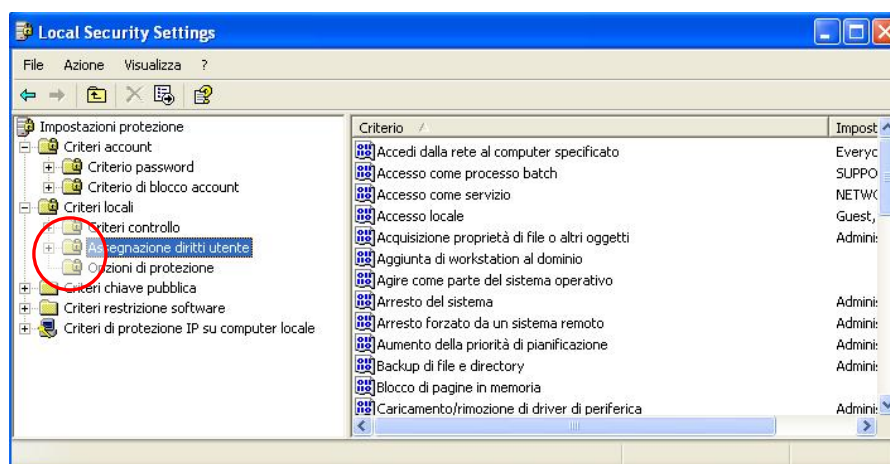 Local Security Settings
File Azione Visualizza ?
Impostazioni protezione
Criteri account
Criterio password
Criterio di blocco account
Criteri locali
Criteri controllo
Assegnazione diritti utente
Opzioni di protezione
Criteri chiave pubblica
Criteri restrizione software
Criteri di protezione IP su computer locale
Criterio Impost
Accedi dalla rete al computer specificato Everyc
Accesso come processo batch SUPPO
Accesso come servizio NETW
Accesso locale Guest,
Acquisizione proprietà di file o altri oggetti Admini
Aggiunta di workstation al dominio
Agire come parte del sistema operativo
Arresto del sistema Admini
Arresto forzato da un sistema remoto Admini
Aumento della priorità di pianificazione Admini
Backup di file e directory Admini
Blocco di pagine in memoria
Caricamento/rimozione di driver di periferica Admini